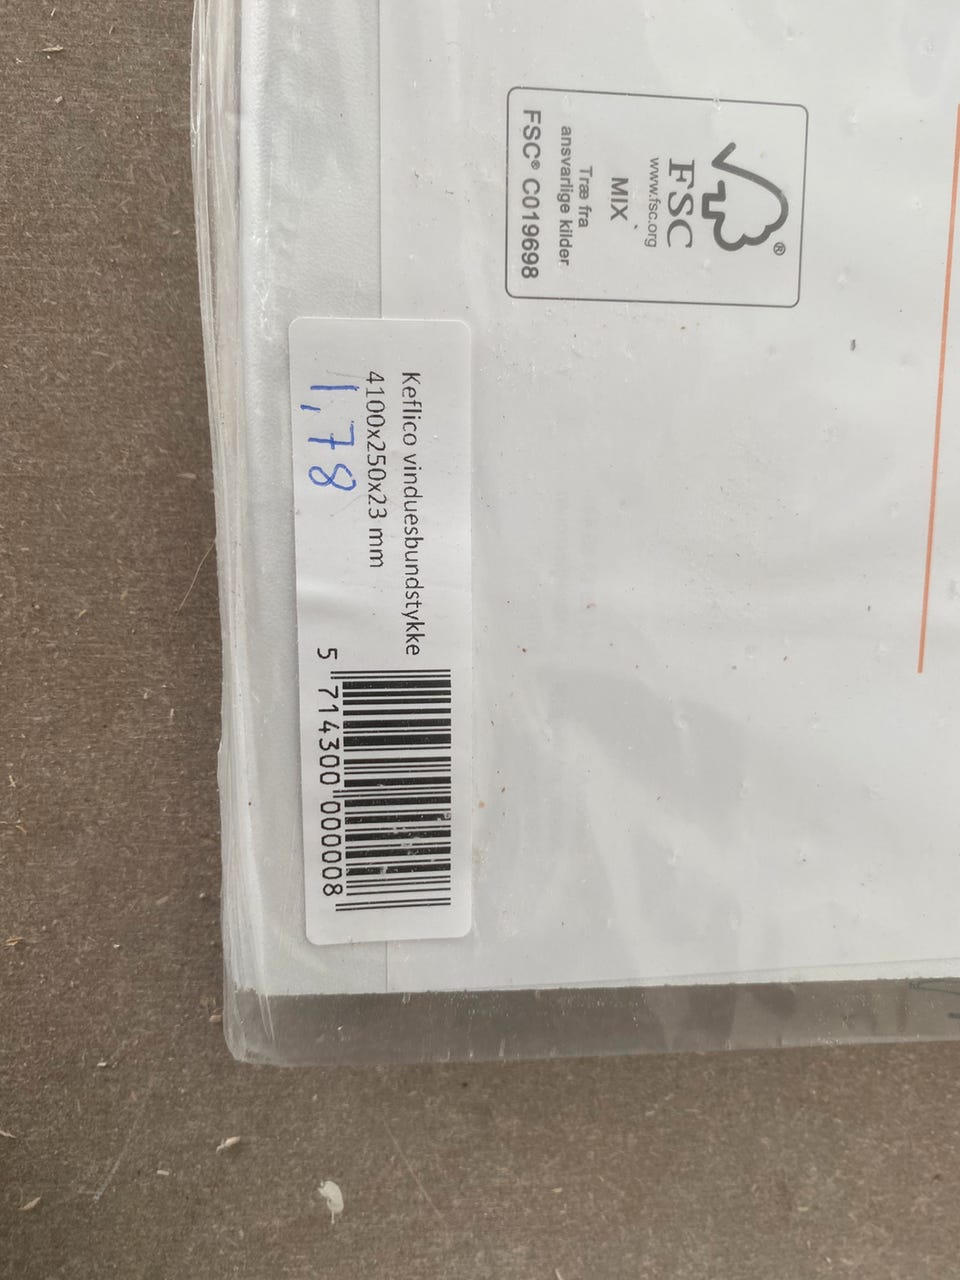 FSC®
www.fsc.org
MIX
Træ fra
ansvarlige kilder
FSC® C019698
Keflico vinduesbundstykke
4100x250x23 mm
1,78
5 714300 000008